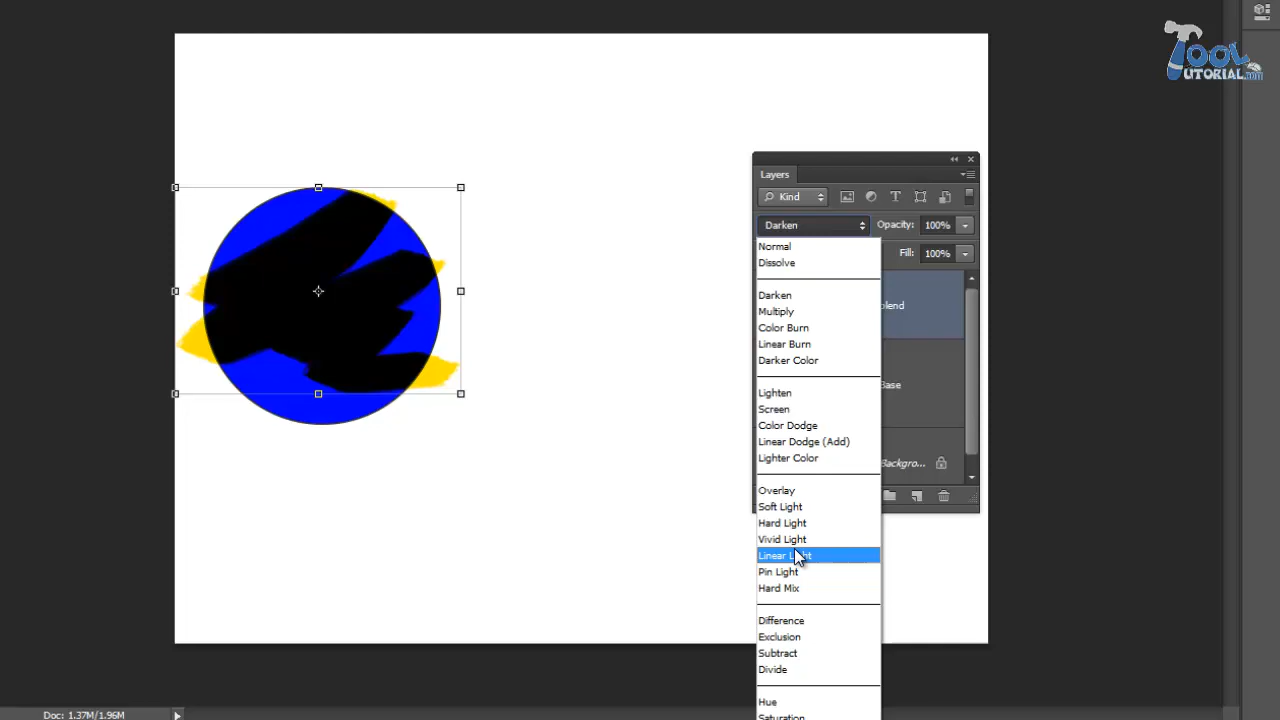 TOOL
TUTORIAL.com
Layers
Kind
Darken
Opacity: 100%
Normal
Fill: 100%
Dissolve
Darken
blend
Multiply
Color Burn
Linear Burn
Darker Color
Base
Lighten
Screen
Color Dodge
Linear Dodge (Add)
Lighter Color
Backgro...
Overlay
Soft Light
Hard Light
Vivid Light
Linear Light
Pin Light
Hard Mix
Difference
Exclusion
Subtract
Divide
Hue
Saturation
Doc: 1.37M/1.96M